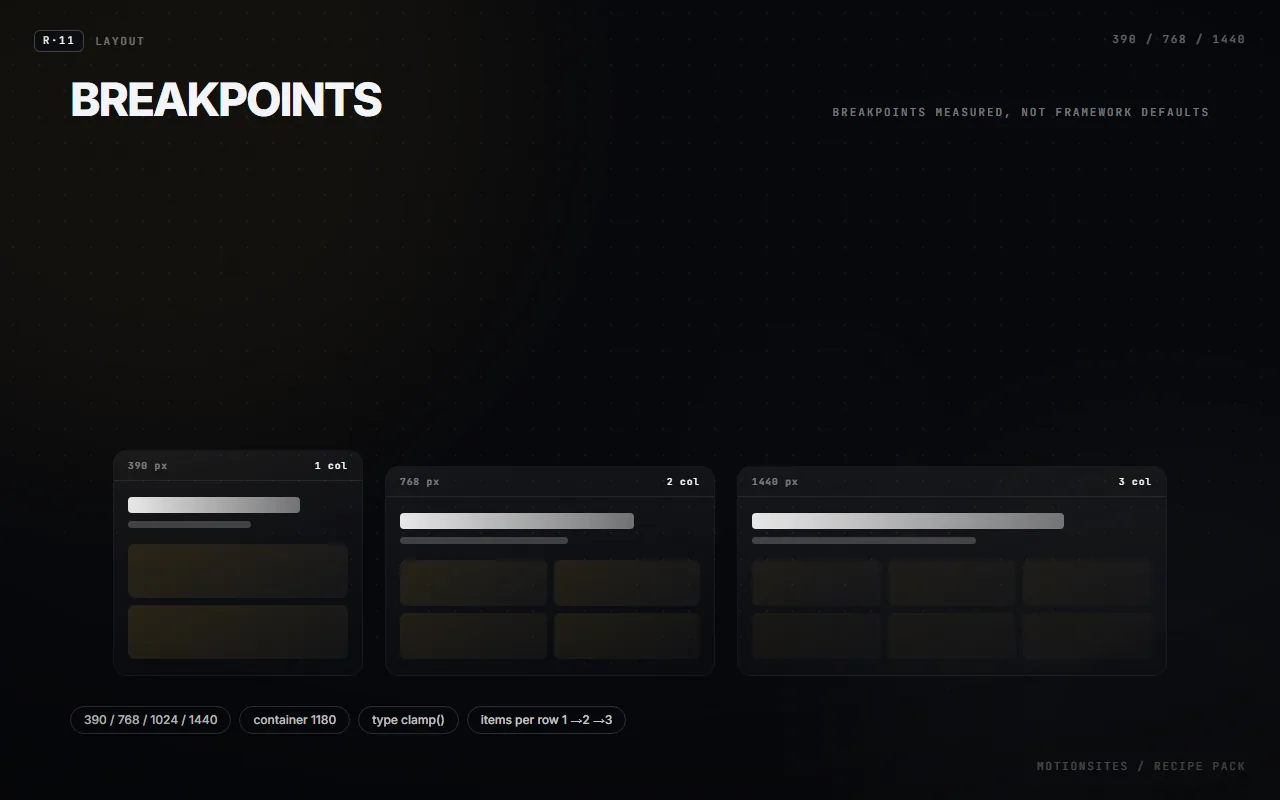 R·11 LAYOUT
390 / 768 / 1440
BREAKPOINTS
BREAKPOINTS MEASURED, NOT FRAMEWORK DEFAULTS
390 px 1 col
768 px 2 col
1440 px 3 col
390 / 768 / 1024 / 1440
container 1180
type clamp()
items per row 1 →2 →3
MOTIONSITES / RECIPE PACK